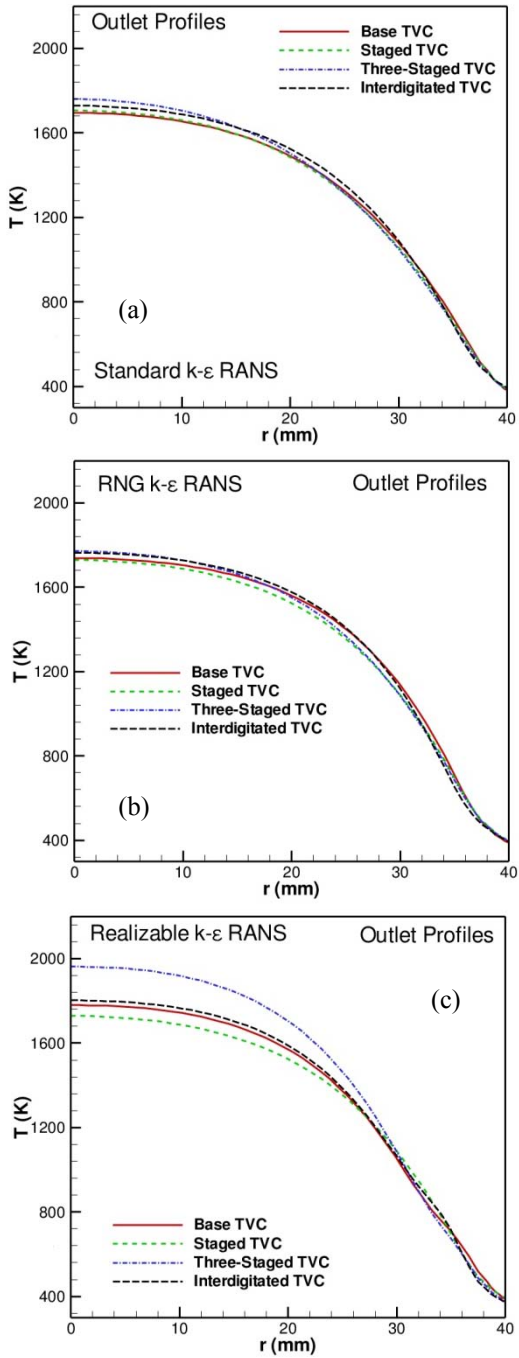 Outlet Profiles
Base TVC
Staged TVC
Three-Staged TVC
Interdigitated TVC
2000
1600
1200
800
400
T (K)
(a)
Standard k-ε RANS
0
10
20
30
40
r (mm)
RNG k-ε RANS
Outlet Profiles
2000
1600
1200
800
400
T (K)
Base TVC
Staged TVC
Three-Staged TVC
Interdigitated TVC
(b)
0
10
20
30
40
r (mm)
Realizable k-ε RANS
Outlet Profiles
(c)
2000
1600
1200
800
400
T (K)
Base TVC
Staged TVC
Three-Staged TVC
Interdigitated TVC
0
10
20
30
40
r (mm)